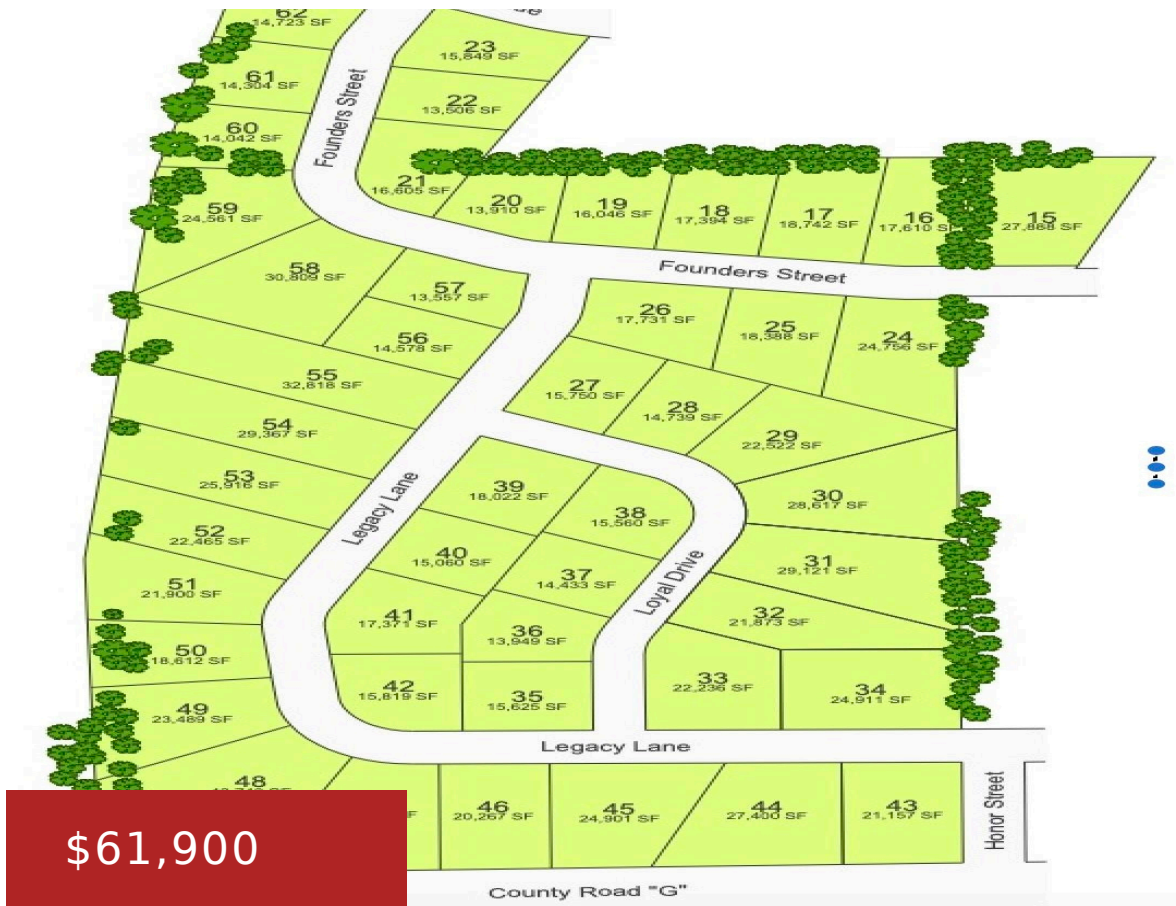 62
14,723 SF
23
15,849 SF
61
14,304 SF
22
13,506 SF
60
14,042 SF
Founders Street
21
16,605 SF
20
13,910 SF
19
16,046 SF
18
17,394 SF
17
18,742 SF
16
17,610 SF
15
27,888 SF
59
24,561 SF
58
30,809 SF
Founders Street
57
13,557 SF
26
17,731 SF
25
18,388 SF
24
24,756 SF
56
14,578 SF
55
32,818 SF
27
15,750 SF
28
14,739 SF
54
29,367 SF
29
22,522 SF
53
25,916 SF
Legacy Lane
39
18,022 SF
38
15,560 SF
30
28,617 SF
52
22,465 SF
40
15,060 SF
37
14,433 SF
Loyal Drive
31
29,121 SF
51
21,900 SF
41
17,371 SF
36
13,949 SF
32
21,873 SF
50
18,612 SF
42
15,819 SF
35
15,625 SF
33
22,236 SF
34
24,911 SF
49
23,489 SF
Legacy Lane
48
46
20,267 SF
45
24,901 SF
44
27,400 SF
43
21,157 SF
Honor Street
$61,900
County Road "G"